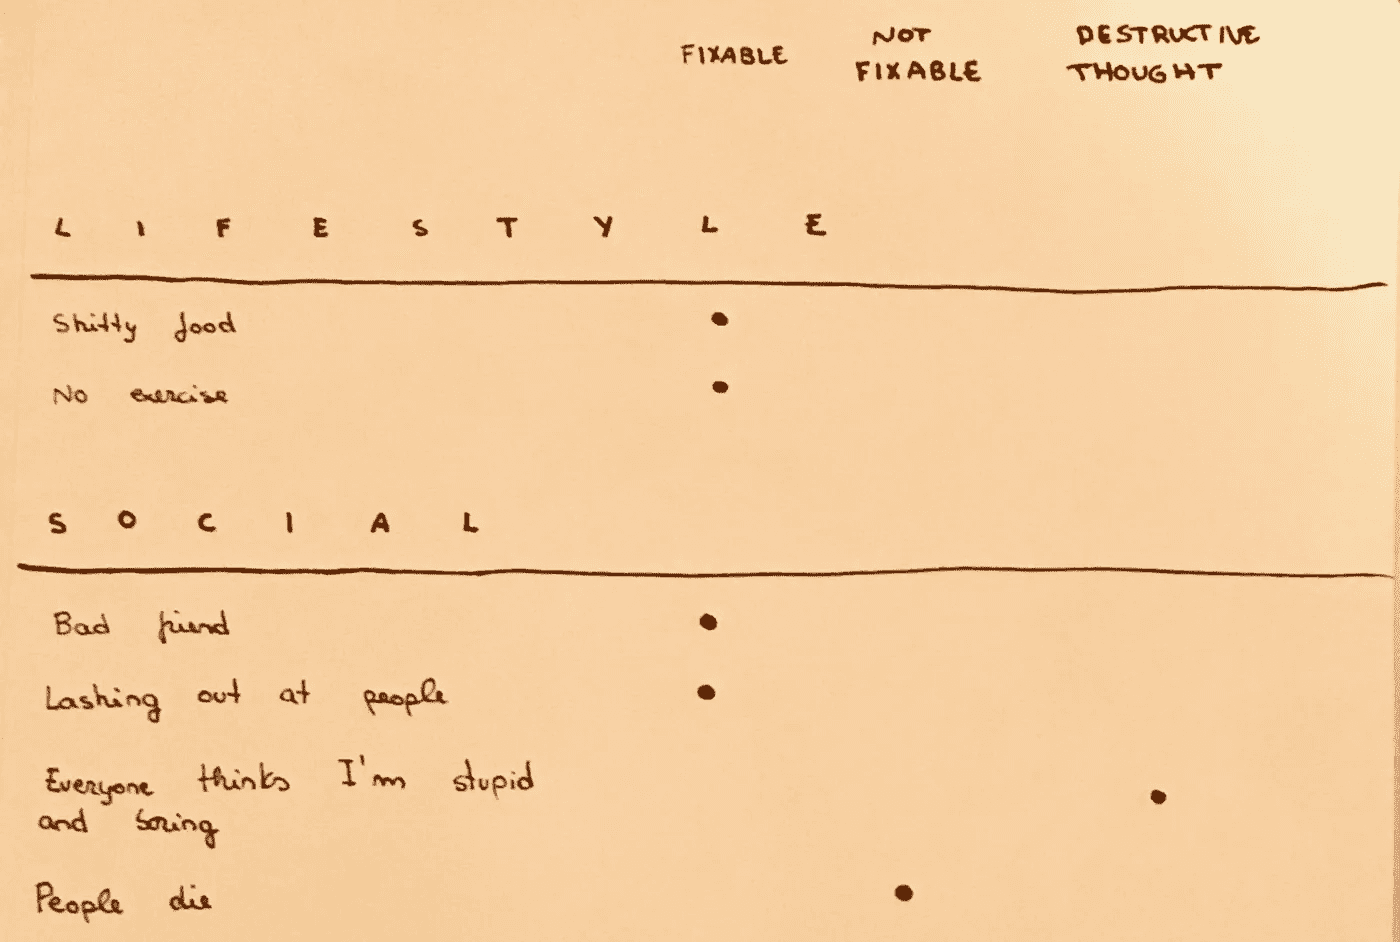 FIXABLE NOT FIXABLE DESTRUCTIVE THOUGHT
L I F E S T Y L E
Shitty food
No exercise
S O C I A L
Bad friend
Lashing out at people
Everyone thinks I'm stupid
and boring
People die